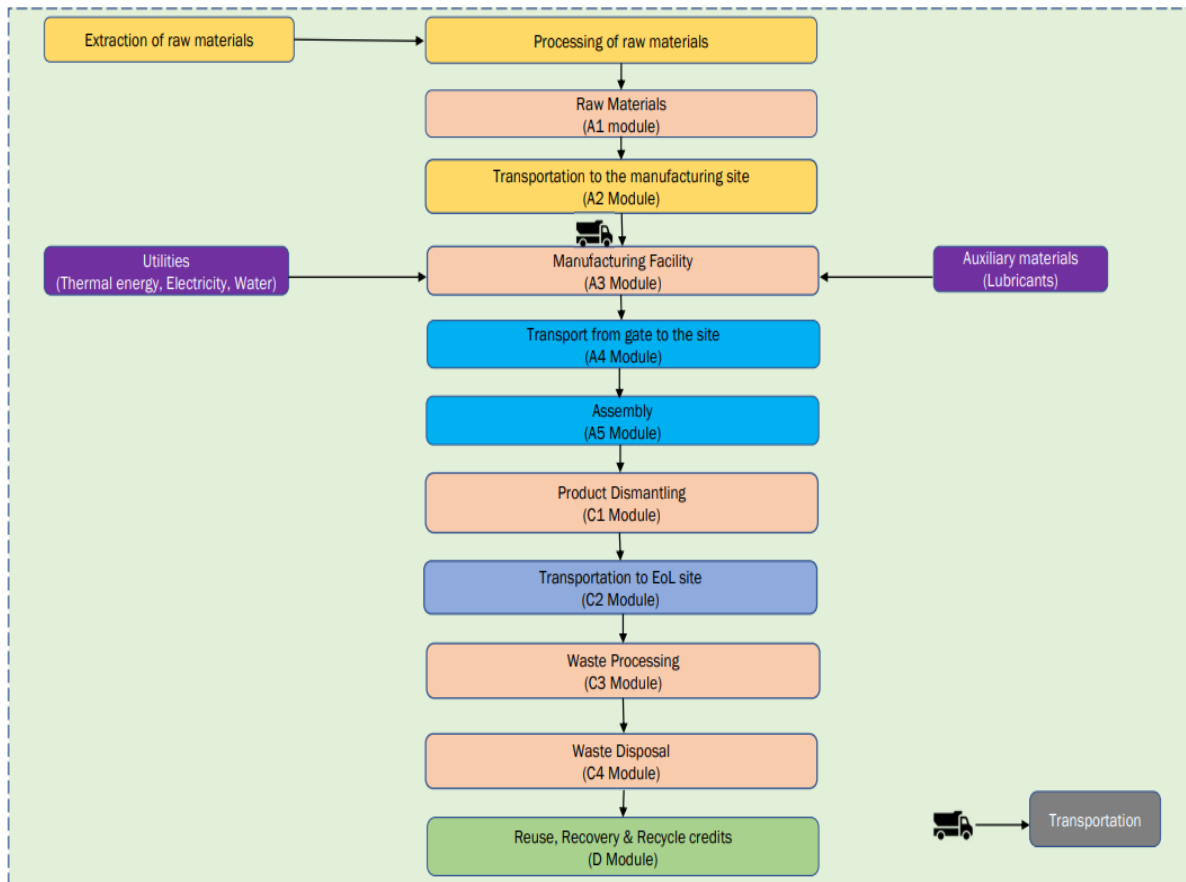 Extraction of raw materials
Processing of raw materials
Raw Materials
(A1 module)
Transportation to the manufacturing site
(A2 Module)
Utilities
(Thermal energy, Electricity, Water)
Manufacturing Facility
(A3 Module)
Auxiliary materials
(Lubricants)
Transport from gate to the site
(A4 Module)
Assembly
(A5 Module)
Product Dismantling
(C1 Module)
Transportation to EoL site
(C2 Module)
Waste Processing
(C3 Module)
Waste Disposal
(C4 Module)
Reuse, Recovery & Recycle credits
(D Module)
Transportation